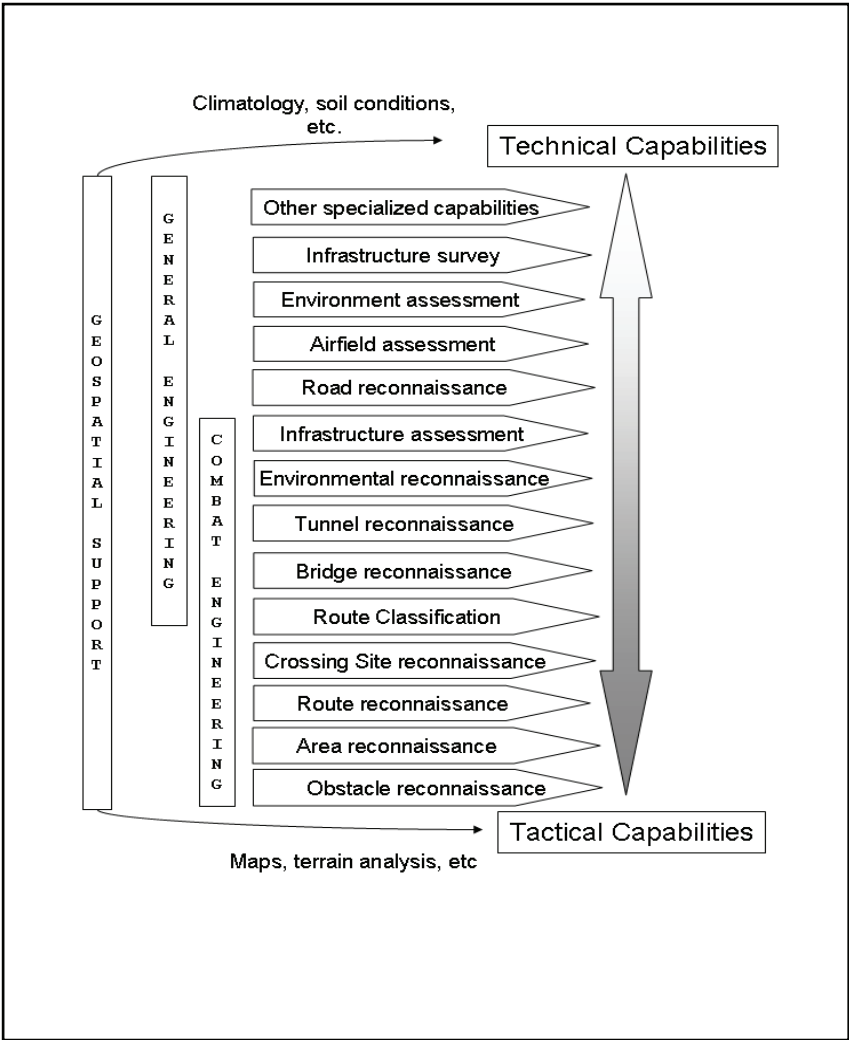 Climatology, soil conditions,
etc.
Technical Capabilities
GEOSPATIAL SUPPORT
GENERAL ENGINEERING
COMBAT ENGINEERING
Other specialized capabilities
Infrastructure survey
Environment assessment
Airfield assessment
Road reconnaissance
Infrastructure assessment
Environmental reconnaissance
Tunnel reconnaissance
Bridge reconnaissance
Route Classification
Crossing Site reconnaissance
Route reconnaissance
Area reconnaissance
Obstacle reconnaissance
Tactical Capabilities
Maps, terrain analysis, etc